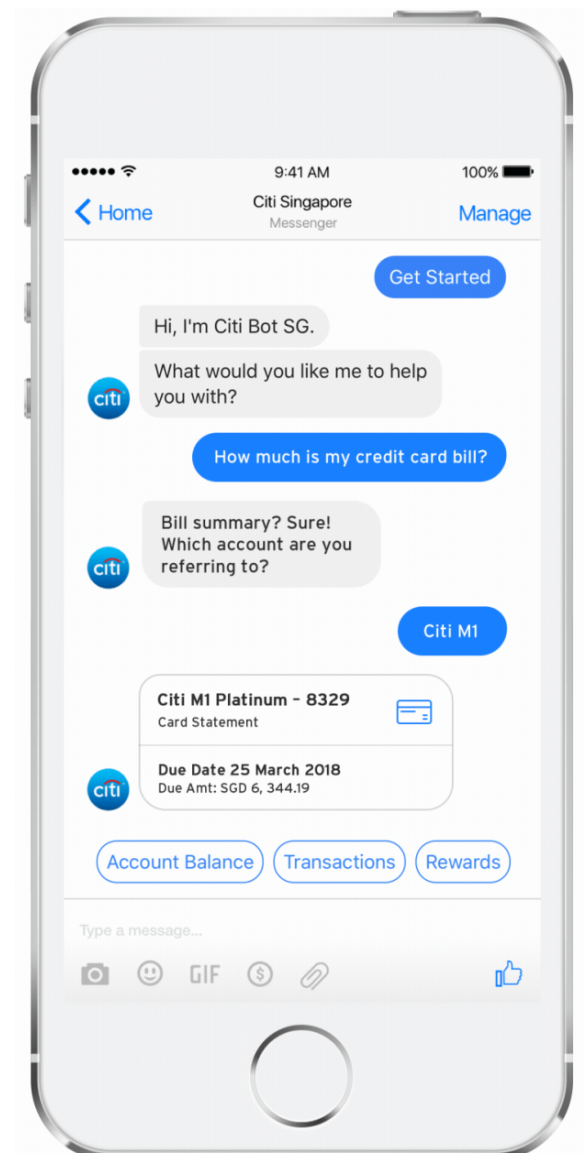 9:41 AM
100%
Home
Citi Singapore
Manage
Messenger
Get Started
Hi, I'm Citi Bot SG.
What would you like me to help
you with?
citi
How much is my credit card bill?
Bill summary? Sure!
Which account are you
referring to?
citi
Citi M1
Citi M1 Platinum - 8329
Card Statement
Due Date 25 March 2018
Due Amt: SGD 6, 344.19
citi
Account Balance
Transactions
Rewards
Type a message...
GIF
$